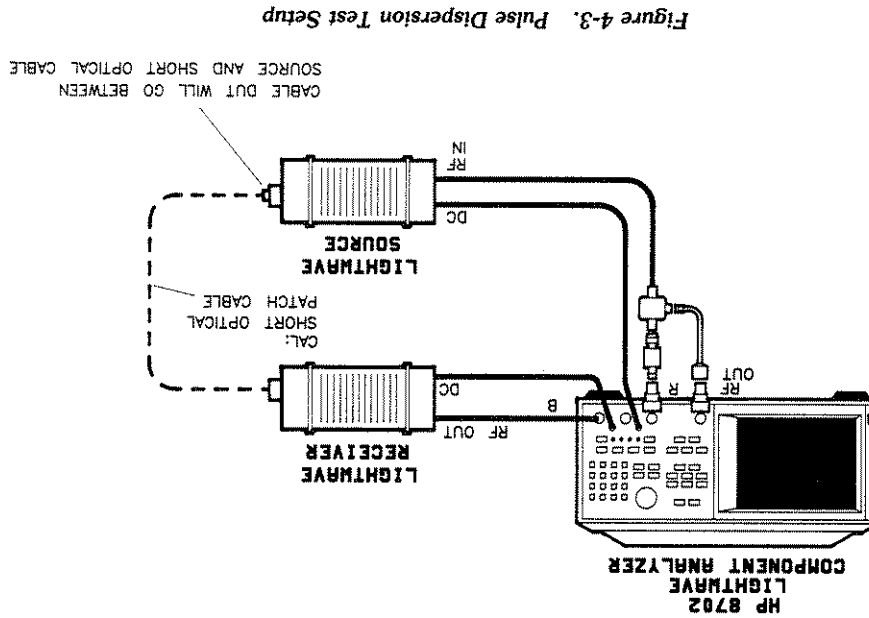 HP 8702
LIGHTWAVE
COMPONENT ANALYZER
RF
OUT
R
B
RF OUT
DC
LIGHTWAVE
RECEIVER
CAL:
SHORT OPTICAL
PATCH CABLE
LIGHTWAVE
SOURCE
DC
RF
IN
CABLE DUT WILL GO BETWEEN
SOURCE AND SHORT OPTICAL CABLE
Figure 4-3. Pulse Dispersion Test Setup